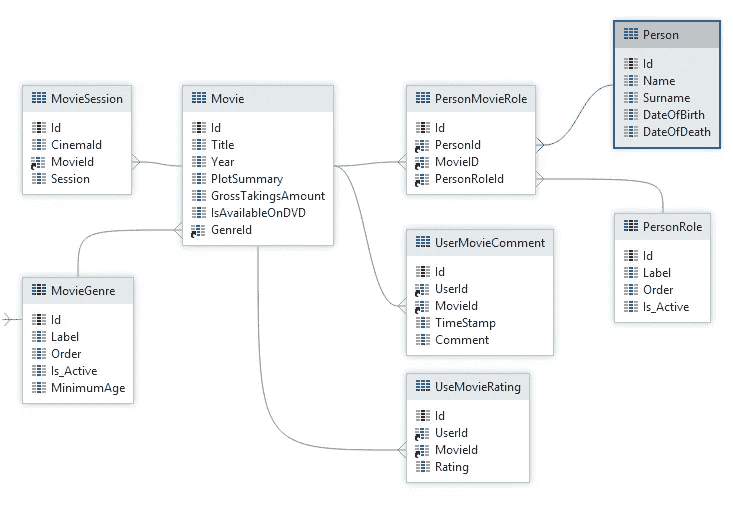 MovieSession
Id
CinemaId
MovieId
Session
Movie
Id
Title
Year
PlotSummary
GrossTakingsAmount
IsAvailableOnDVD
GenreId
PersonMovieRole
Id
PersonId
MovieID
PersonRoleId
Person
Id
Name
Surname
DateOfBirth
DateOfDeath
PersonRole
Id
Label
Order
Is_Active
UserMovieComment
Id
UserId
MovieId
TimeStamp
Comment
MovieGenre
Id
Label
Order
Is_Active
MinimumAge
UseMovieRating
Id
UserId
MovieId
Rating